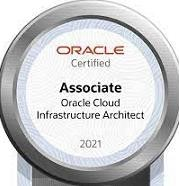 ORACLE
Certified
Associate
Oracle Cloud
Infrastructure Architect
2021